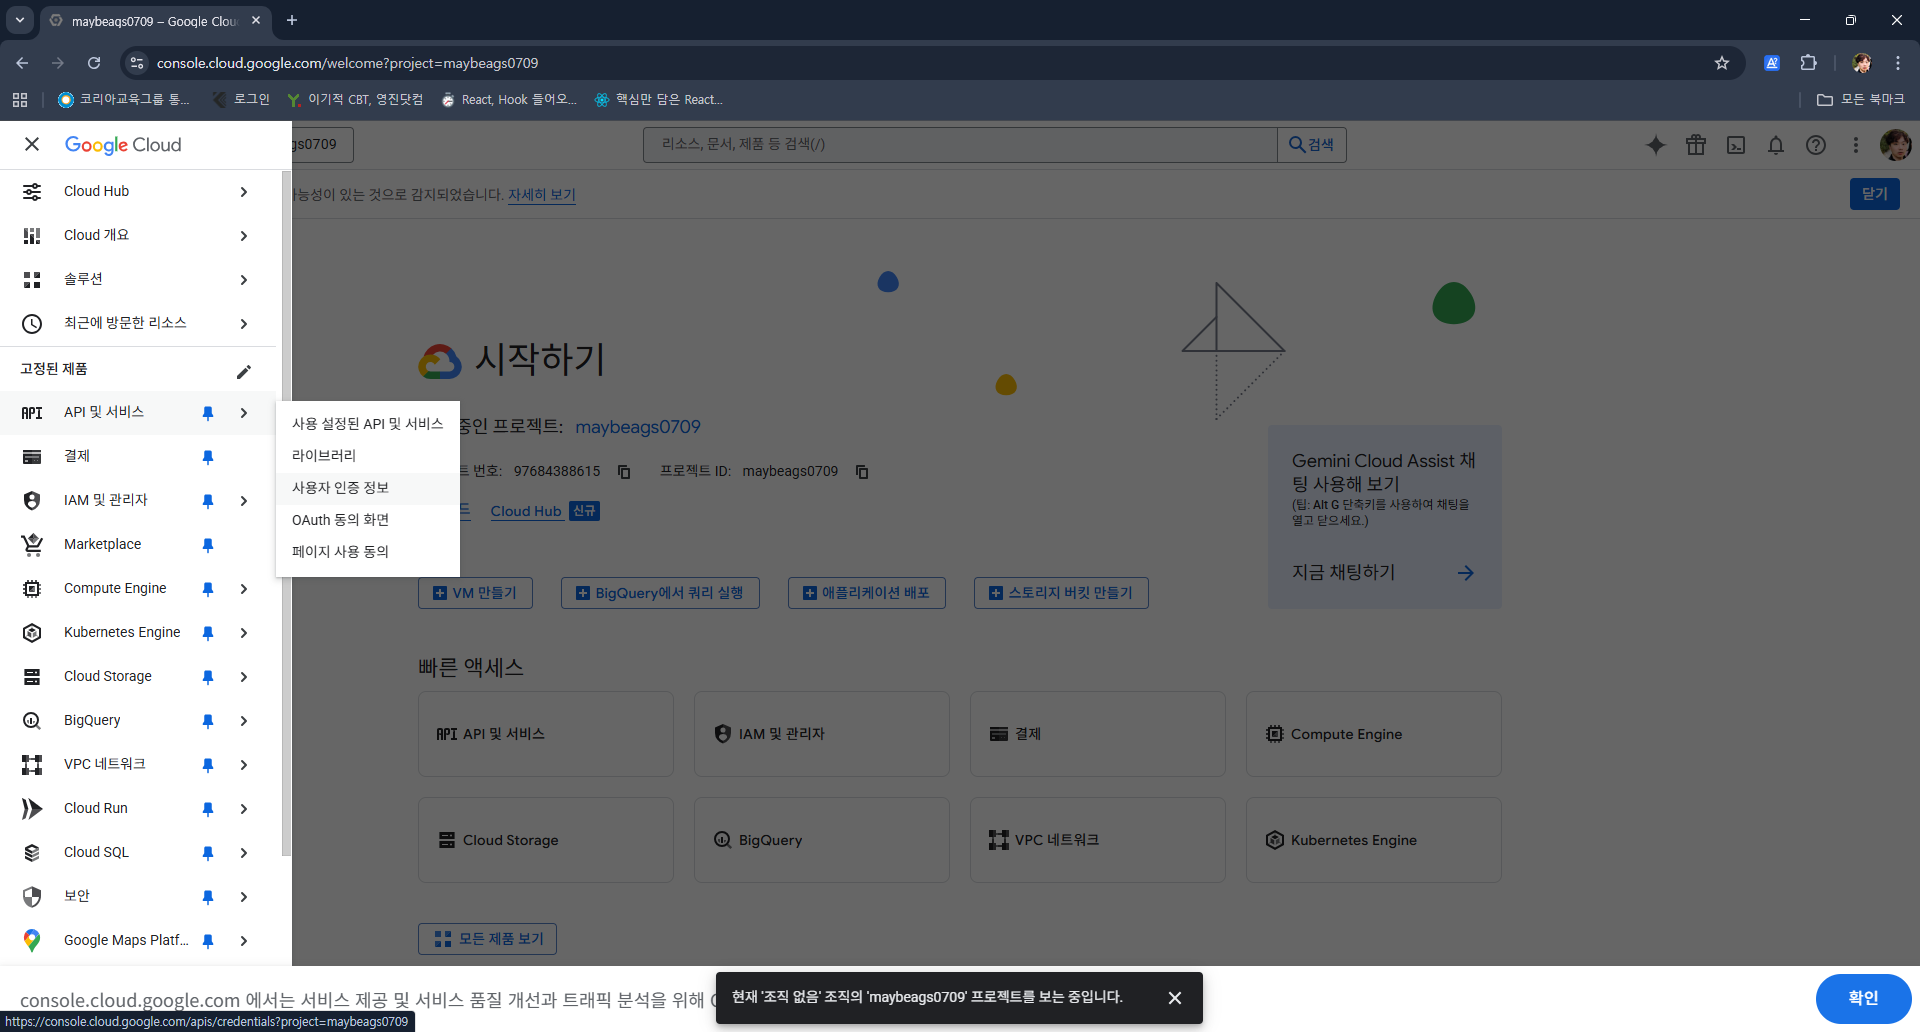 maybeags0709 – Google Clou
console.cloud.google.com/welcome?project=maybeags0709
코리아교육그룹 통...
로그인
이기적 CBT, 영진닷컴
React, Hook 들어오...
핵심만 담은 React...
모든 북마크
Google Cloud
gs0709
리소스, 문서, 제품 등 검색(/)
검색
Cloud Hub
가능성이 있는 것으로 감지되었습니다. 자세히 보기
닫기
Cloud 개요
솔루션
최근에 방문한 리소스
고정된 제품
API API 및 서비스
결제
IAM 및 관리자
Marketplace
Compute Engine
Kubernetes Engine
Cloud Storage
BigQuery
VPC 네트워크
Cloud Run
Cloud SQL
보안
Google Maps Platf...
사용 설정된 API 및 서비스
라이브러리
사용자 인증 정보
OAuth 동의 화면
페이지 사용 동의
시작하기
중인 프로젝트: maybeags0709
트 번호: 97684388615
프로젝트 ID: maybeags0709
드
Cloud Hub 신규
Gemini Cloud Assist 채
팅 사용해 보기
(팁: Alt G 단축키를 사용하여 채팅을
열고 닫으세요.)
지금 채팅하기
VM 만들기
BigQuery에서 쿼리 실행
애플리케이션 배포
스토리지 버킷 만들기
빠른 액세스
API API 및 서비스
IAM 및 관리자
결제
Compute Engine
Cloud Storage
BigQuery
VPC 네트워크
Kubernetes Engine
모든 제품 보기
console.cloud.google.com 에서는 서비스 제공 및 서비스 품질 개선과 트래픽 분석을 위해
현재 '조직 없음' 조직의 'maybeags0709' 프로젝트를 보는 중입니다.
확인
https://console.cloud.google.com/apis/credentials?project=maybeags0709